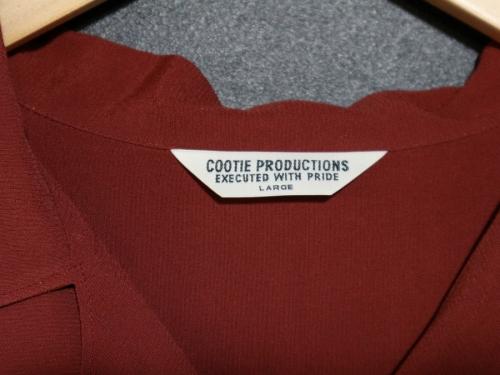 COOTIE PRODUCTIONS
EXECUTED WITH PRIDE
LARGE